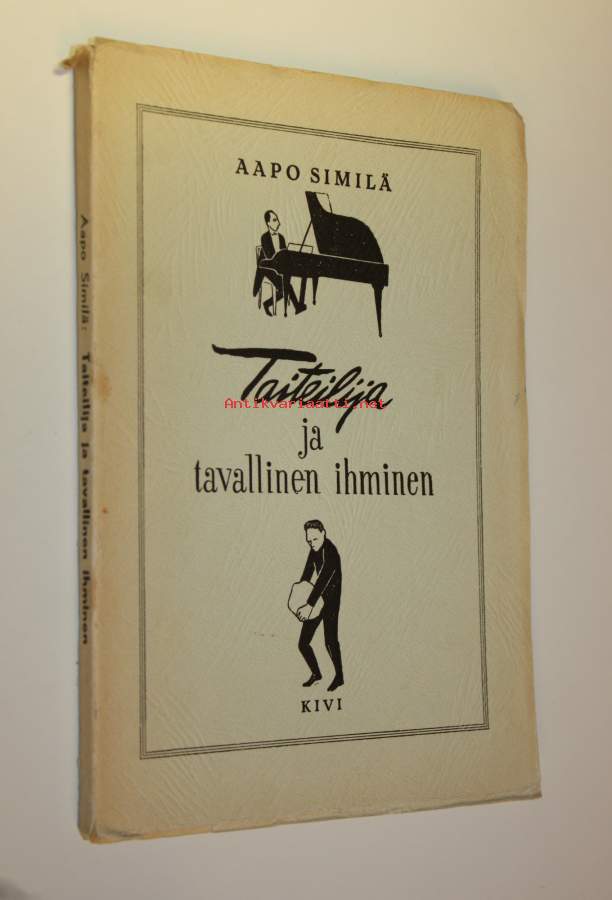 AAPO SIMILÄ
Taiteilija
Antikvariaatti.net
ja
tavallinen ihminen
KIVI
Aapo Similä: Taiteilija ja tavallinen ihminen